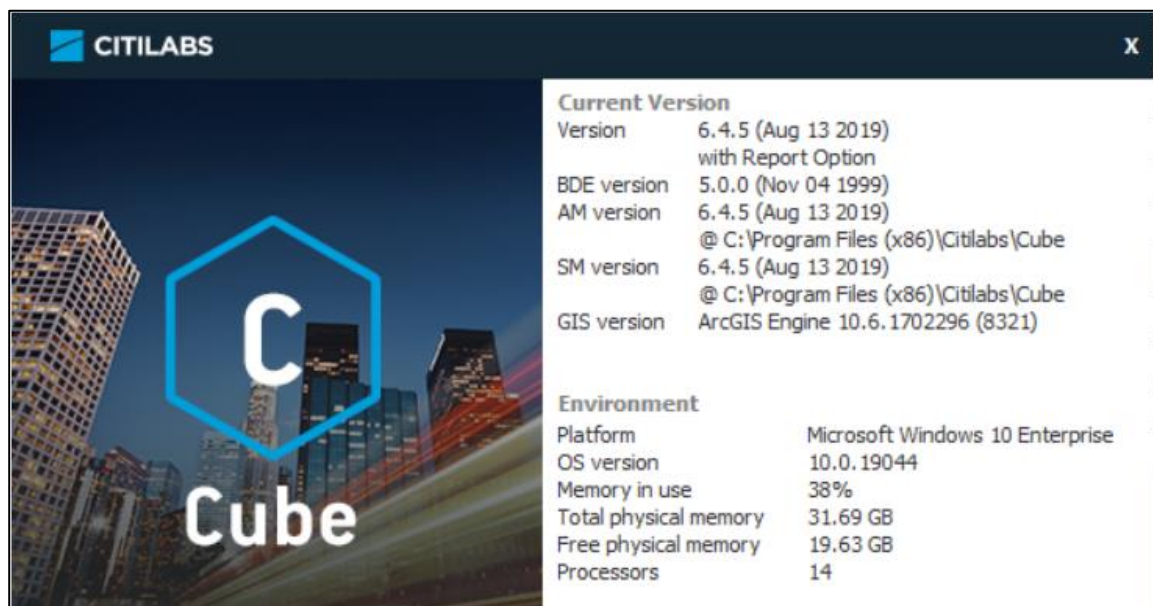 CITILABS
X
C
Cube
Current Version
Version 6.4.5 (Aug 13 2019)
with Report Option
BDE version 5.0.0 (Nov 04 1999)
AM version 6.4.5 (Aug 13 2019)
@ C:\Program Files (x86)\Citilabs\Cube
SM version 6.4.5 (Aug 13 2019)
@ C:\Program Files (x86)\Citilabs\Cube
GIS version ArcGIS Engine 10.6.1702296 (8321)
Environment
Platform Microsoft Windows 10 Enterprise
OS version 10.0.19044
Memory in use 38%
Total physical memory 31.69 GB
Free physical memory 19.63 GB
Processors 14